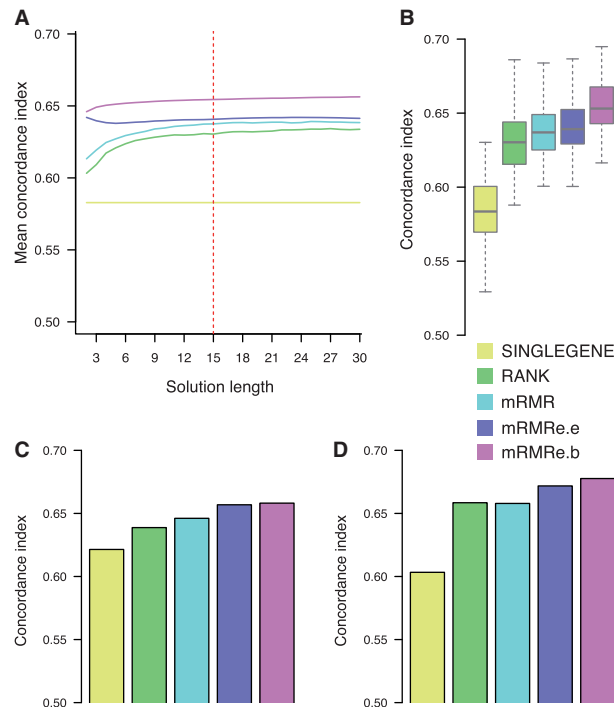 A
0.70
0.65
0.60
0.55
0.50
Mean concordance index
3 6 9 12 15 18 21 24 27 30
Solution length
B
0.70
0.65
0.60
0.55
0.50
Concordance index
SINGLEGENE
RANK
mRMR
mRMRe.e
mRMRe.b
C
0.70
0.65
0.60
0.55
0.50
Concordance index
D
0.70
0.65
0.60
0.55
0.50
Concordance index